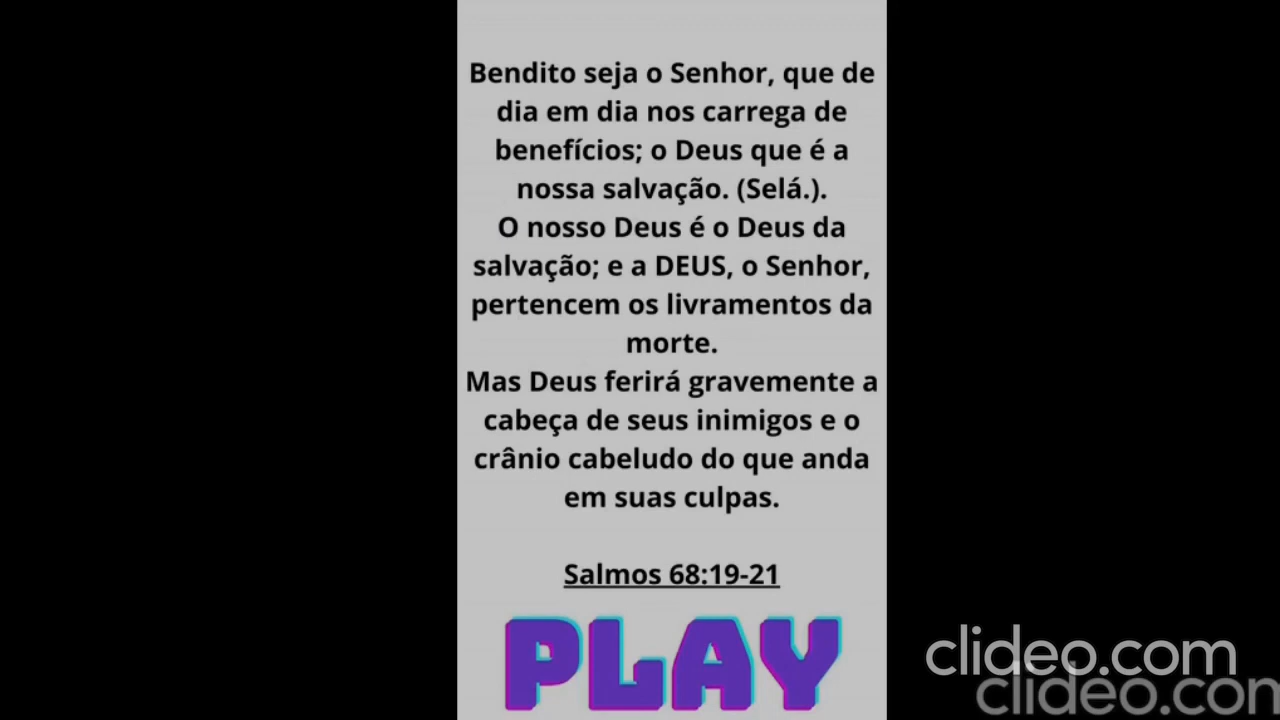 Bendito seja o Senhor, que de
dia em dia nos carrega de
benefícios; o Deus que é a
nossa salvação. (Selá.).
O nosso Deus é o Deus da
salvação; e a DEUS, o Senhor,
pertencem os livramentos da
morte.
Mas Deus ferirá gravemente a
cabeça de seus inimigos e o
crânio cabeludo do que anda
em suas culpas.
Salmos 68:19-21
PLAY
clideo.com
clideo.con